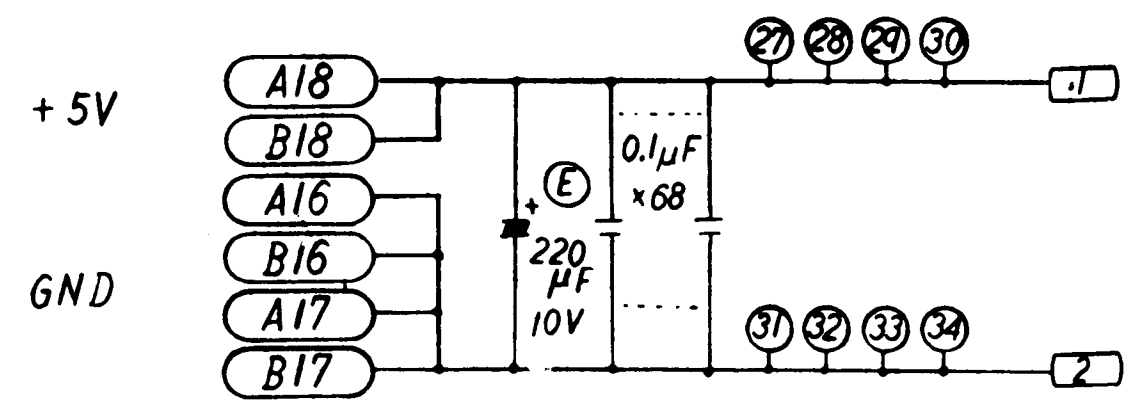 27 28 29 30
A18
.1
+5V
B18
0.1μF
×68
A16
E
+
B16
220
μF
10V
GND
A17
31 32 33 34
B17
2